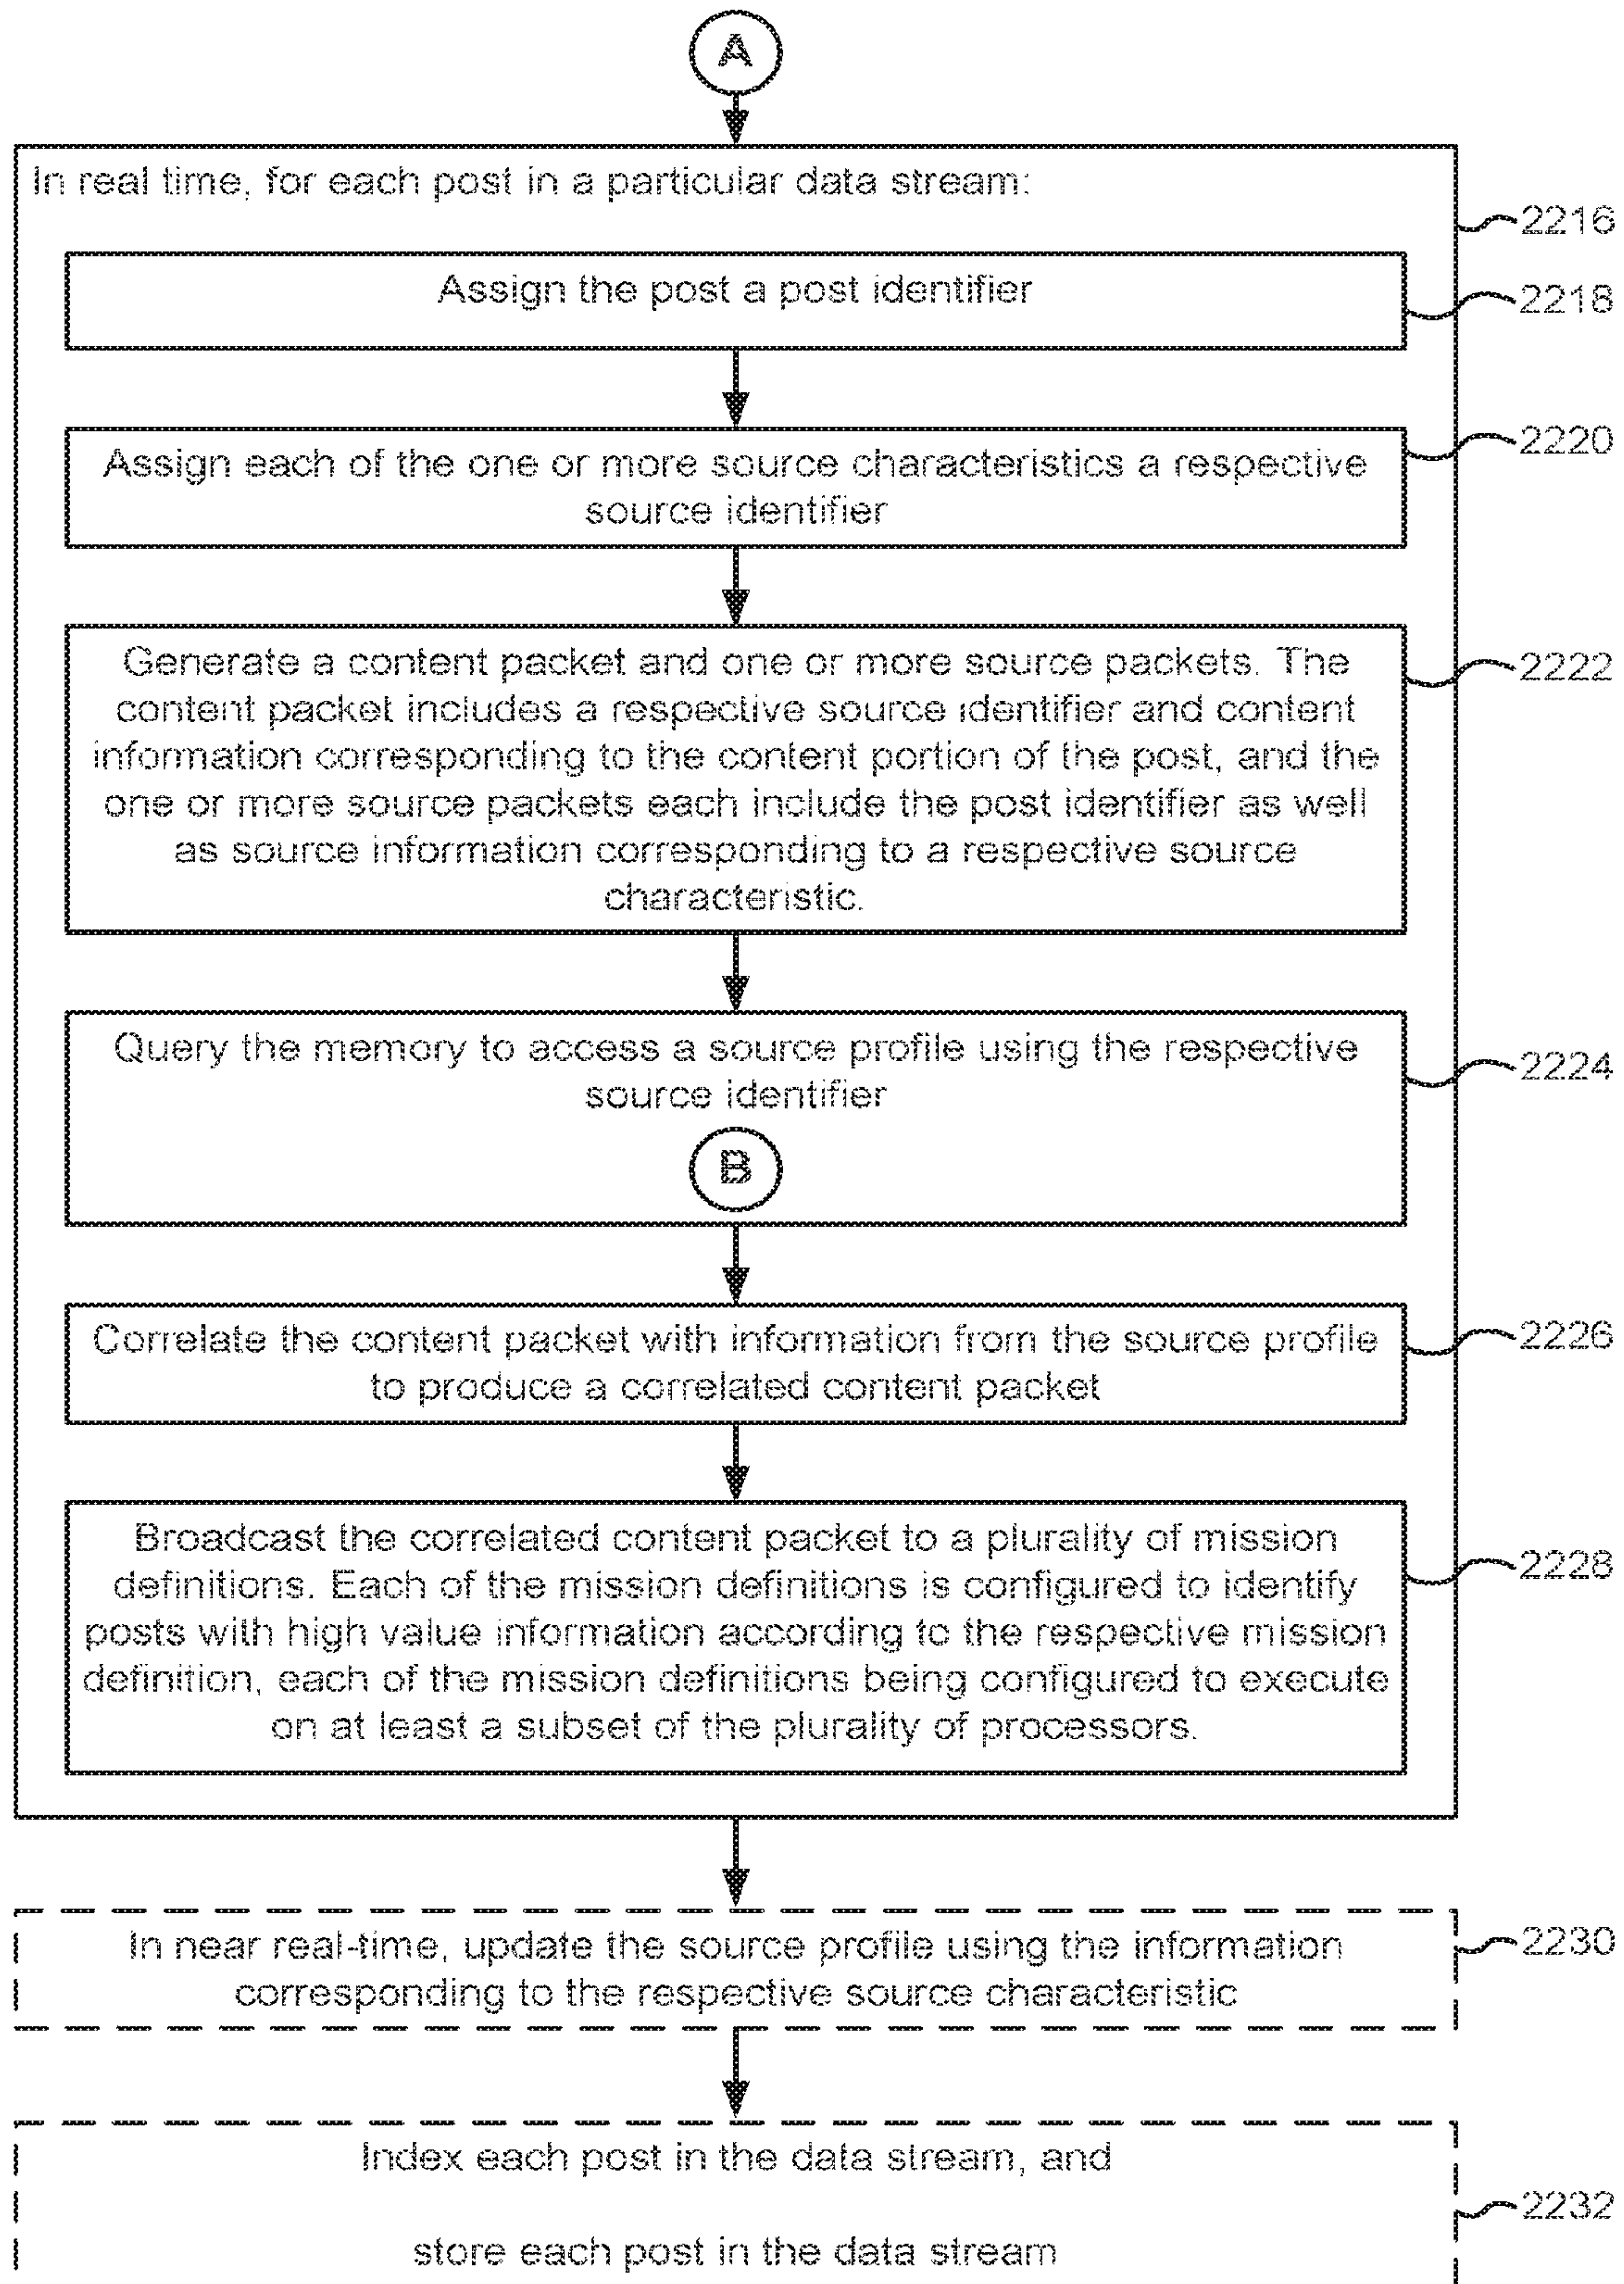 A
In real time, for each post in a particular data stream:
2216
Assign the post a post identifier
2218
Assign each of the one or more source characteristics a respective
source identifier
2220
Generate a content packet and one or more source packets. The
content packet includes a respective source identifier and content
information corresponding to the content portion of the post, and the
one or more source packets each include the post identifier as well
as source information corresponding to a respective source
characteristic.
2222
Query the memory to access a source profile using the respective
source identifier
2224
B
Correlate the content packet with information from the source profile
to produce a correlated content packet
2226
Broadcast the correlated content packet to a plurality of mission
definitions. Each of the mission definitions is configured to identify
posts with high value information according to the respective mission
definition, each of the mission definitions being configured to execute
on at least a subset of the plurality of processors.
2228
In near real-time, update the source profile using the information
corresponding to the respective source characteristic
2230
Index each post in the data stream, and
store each post in the data stream
2232